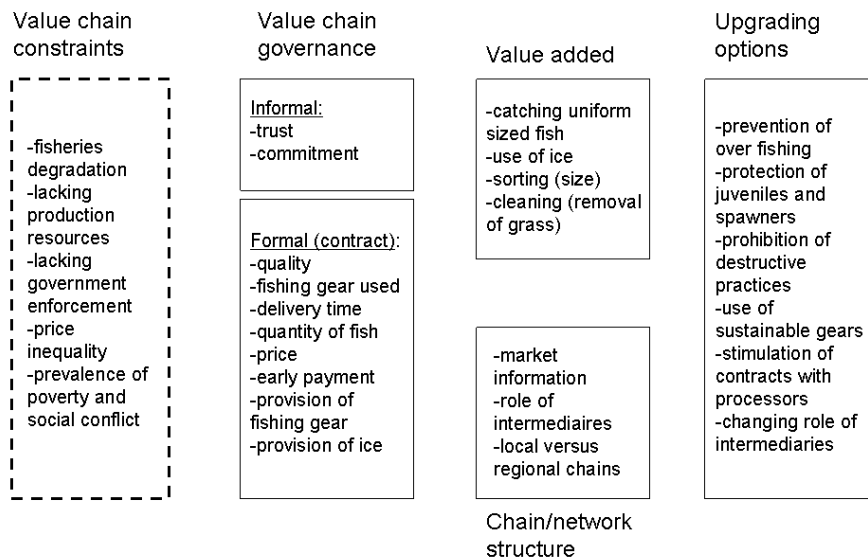 Value chain
constraints
-fisheries
degradation
-lacking
production
resources
-lacking
government
enforcement
-price
inequality
-prevalence of
poverty and
social conflict
Value chain
governance
Informal:
-trust
-commitment
Formal (contract):
-quality
-fishing gear used
-delivery time
-quantity of fish
-price
-early payment
-provision of
fishing gear
-provision of ice
Value added
-catching uniform
sized fish
-use of ice
-sorting (size)
-cleaning (removal
of grass)
-market
information
-role of
intermediaires
-local versus
regional chains
Chain/network
structure
Upgrading
options
-prevention of
over fishing
-protection of
juveniles and
spawners
-prohibition of
destructive
practices
-use of
sustainable gears
-stimulation of
contracts with
processors
-changing role of
intermediaries